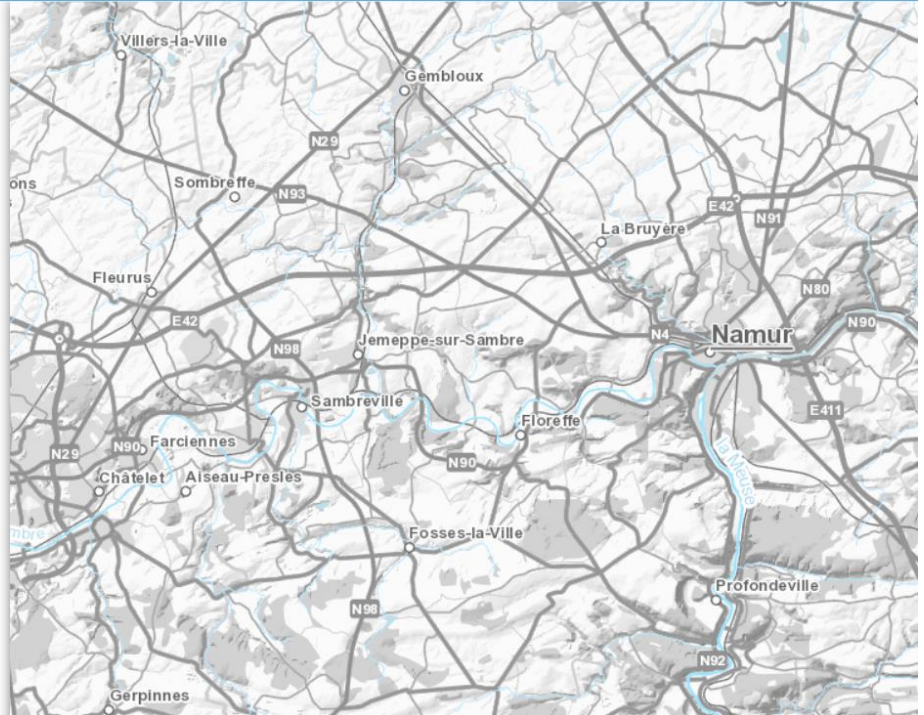 Villers-la-Ville
Gembloux
N29
ons
Sombreffe
N93
E42
N91
La Bruyère
Fleurus
N80
E42
N90
N4
Namur
N98
Jemeppe-sur-Sambre
Sambreville
E411
Floreffe
N90
Farciennes
N29
N90
la Meuse
Châtelet
Aiseau-Presles
mbre
Fosses-la-Ville
Profondeville
N98
N92
Gerpinnes